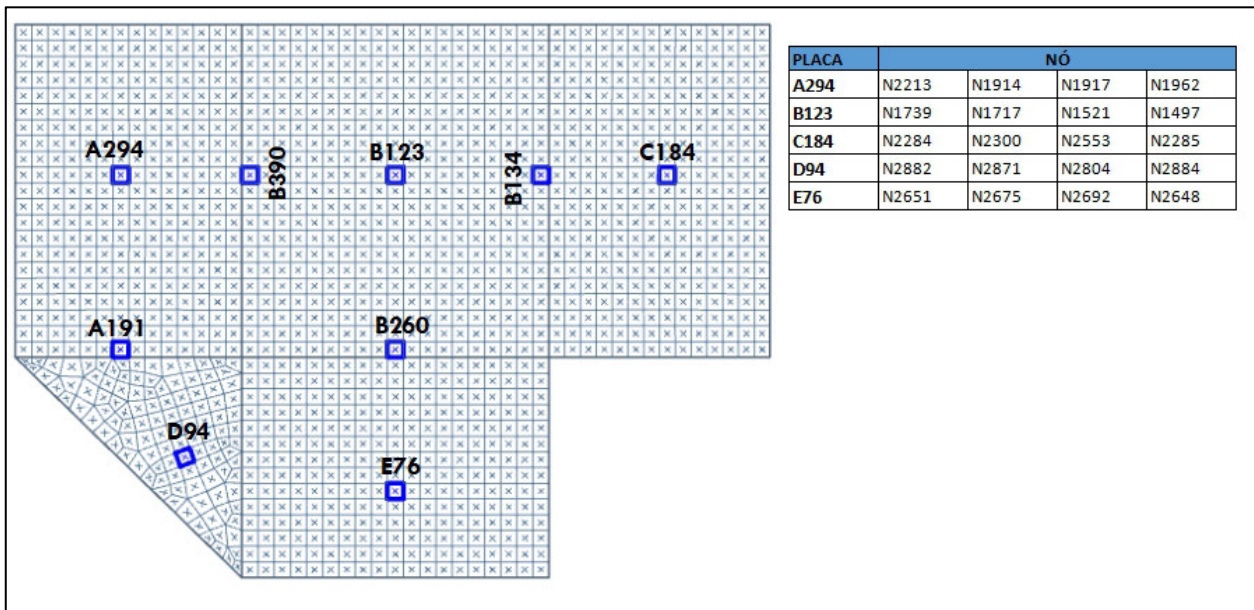 A294
B390
B123
B134
C184
A191
B260
D94
E76
PLACA NÓ
A294 N2213 N1914 N1917 N1962
B123 N1739 N1717 N1521 N1497
C184 N2284 N2300 N2553 N2285
D94 N2882 N2871 N2804 N2884
E76 N2651 N2675 N2692 N2648